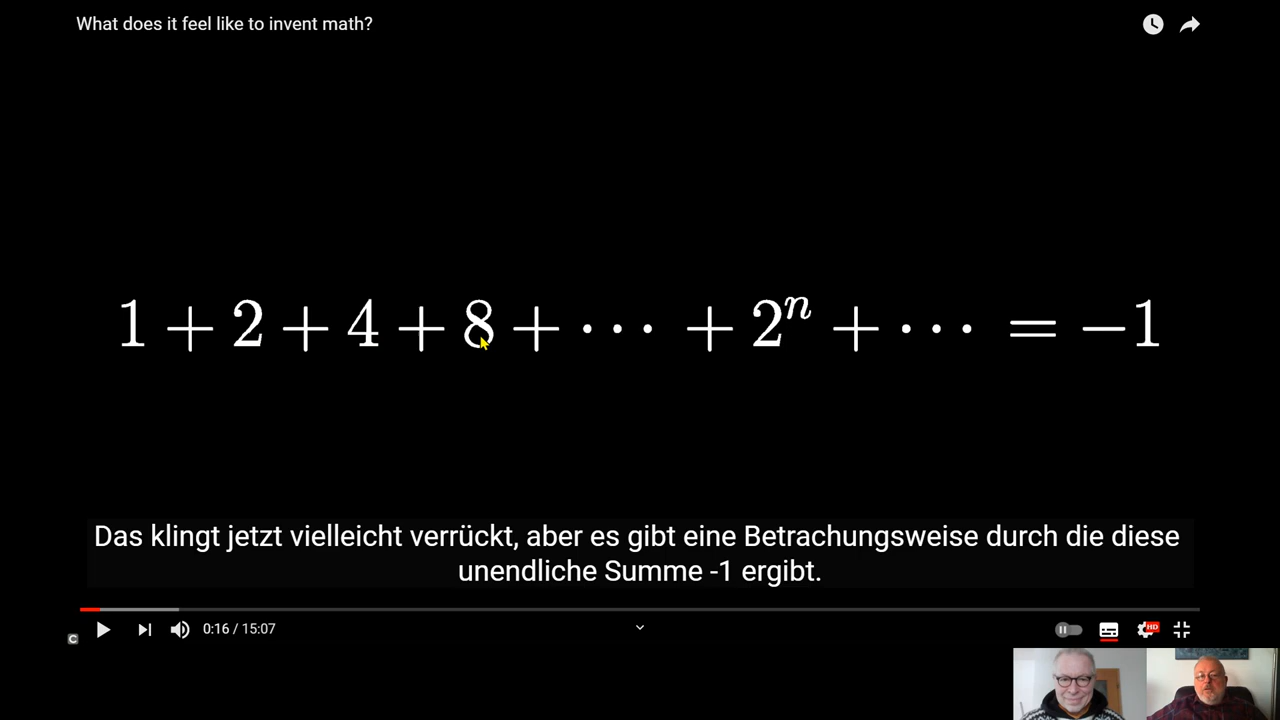 What does it feel like to invent math?
1 + 2 + 4 + 8 + ··· + 2ⁿ + ··· = −1
Das klingt jetzt vielleicht verrückt, aber es gibt eine Betrachungsweise durch die diese
unendliche Summe -1 ergibt.
0:16 / 15:07
HD
C